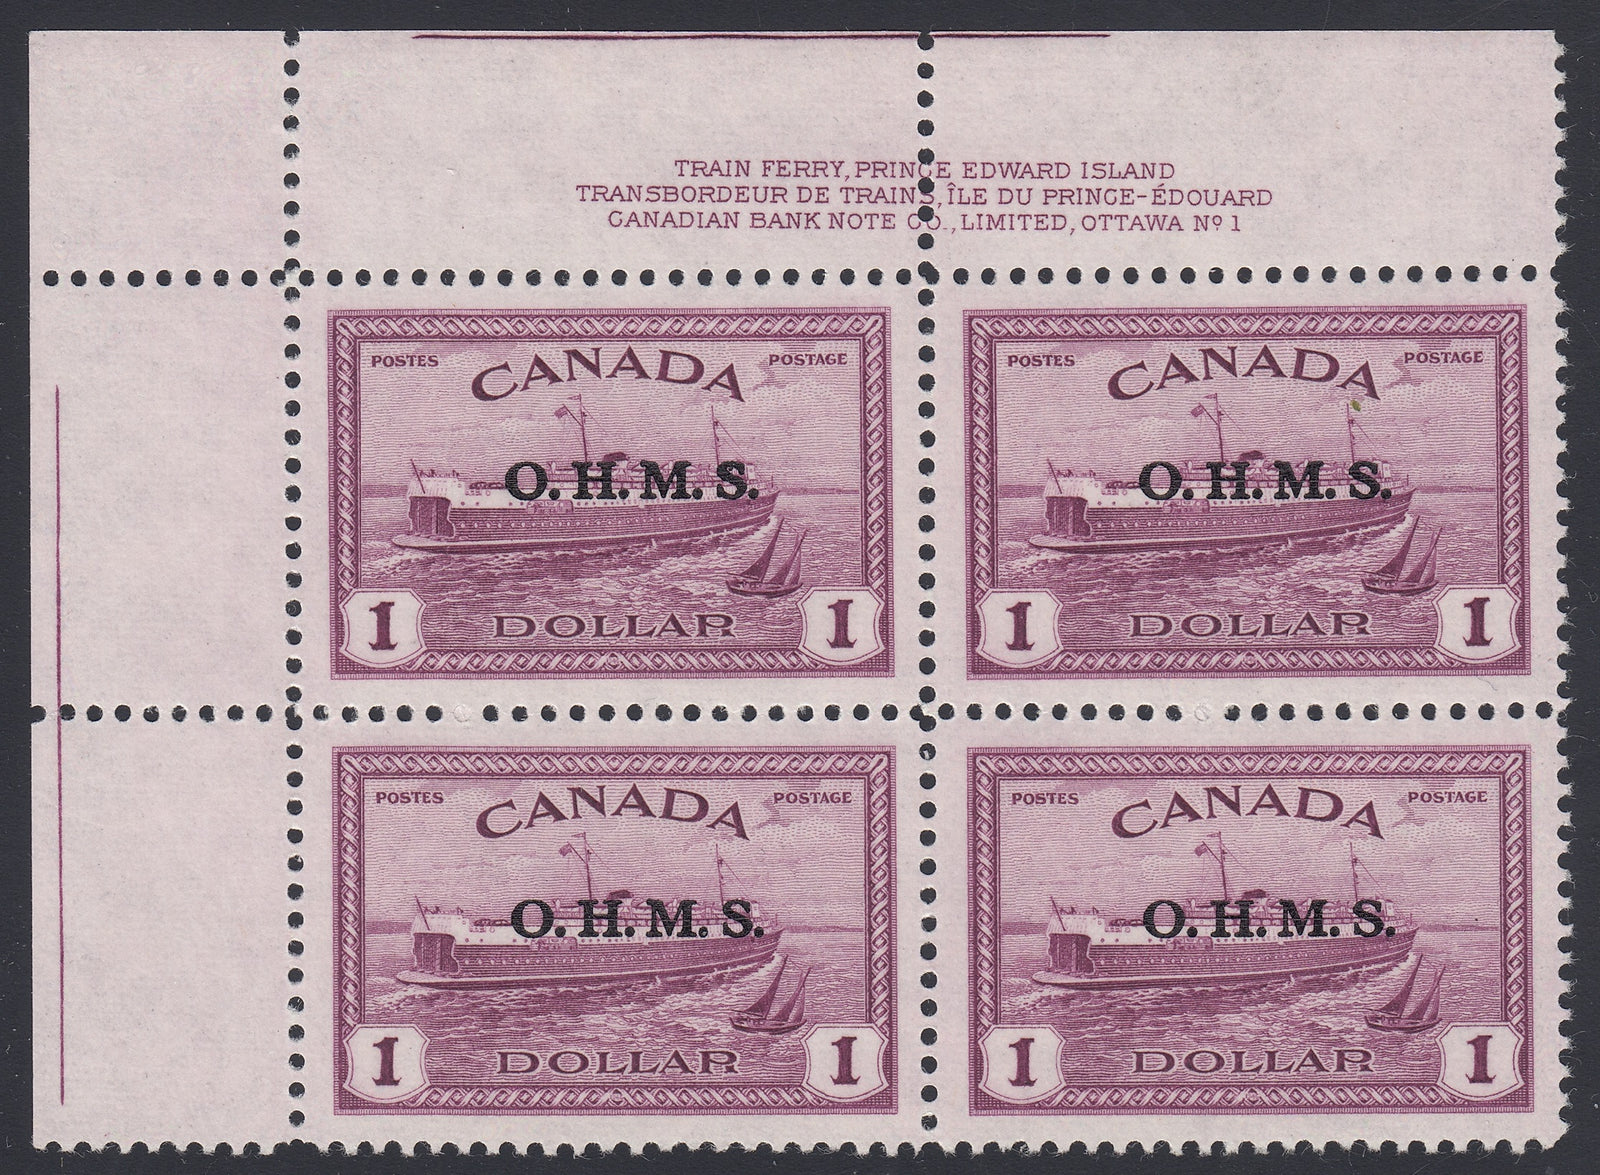 TRAIN FERRY, PRINCE EDWARD ISLAND
TRANSBORDEUR DE TRAINS, ÎLE DU PRINCE-ÉDOUARD
CANADIAN BANK NOTE CO., LIMITED, OTTAWA Nº 1
POSTES CANADA POSTAGE
O.H.M.S.
1 DOLLAR 1
POSTES CANADA POSTAGE
O.H.M.S.
1 DOLLAR 1
POSTES CANADA POSTAGE
O.H.M.S.
1 DOLLAR 1
POSTES CANADA POSTAGE
O.H.M.S.
1 DOLLAR 1